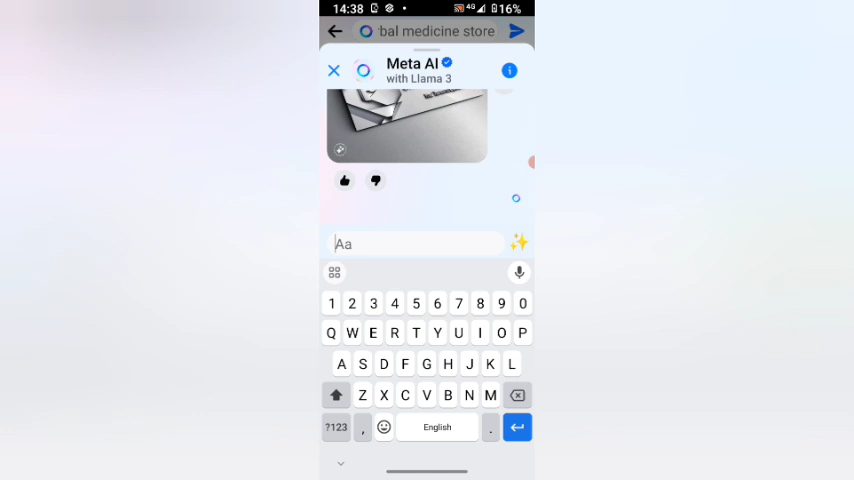 14:38 4G 16%
bal medicine store
Meta AI
with Llama 3
Aa
1 2 3 4 5 6 7 8 9 0
Q W E R T Y U I O P
A S D F G H J K L
Z X C V B N M
?123 , English .